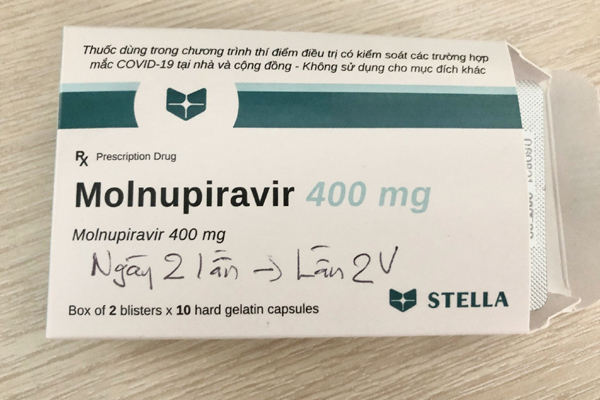 Thuốc dùng trong chương trình thí điểm điều trị có kiểm soát các trường hợp
mắc COVID-19 tại nhà và cộng đồng - Không sử dụng cho mục đích khác
Rx Prescription Drug
Molnupiravir 400 mg
Molnupiravir 400 mg
Ngày 2 lần -> Lần 2V
STELLA
Box of 2 blisters x 10 hard gelatin capsules